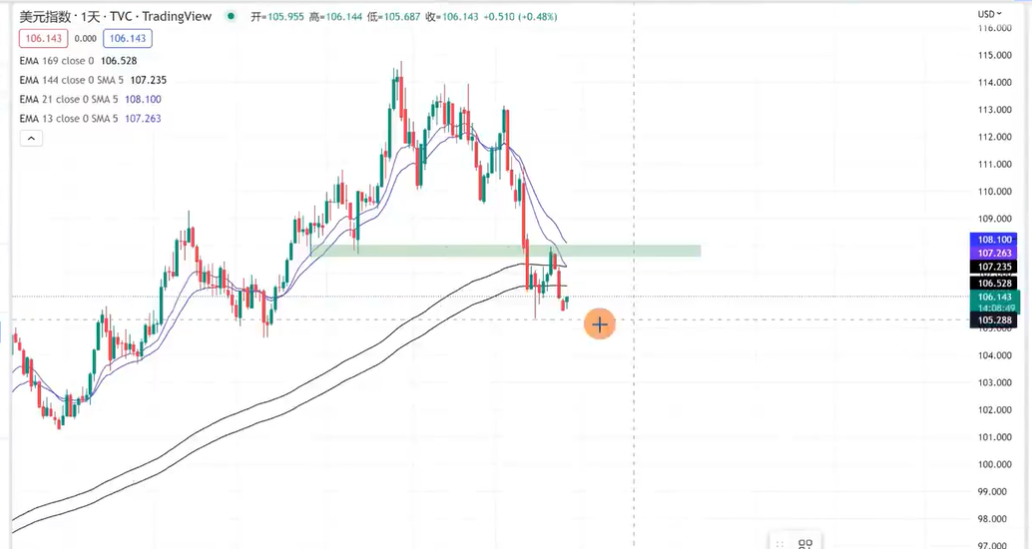 美元指数 · 1天 · TVC · TradingView
开=105.955 高=106.144 低=105.687 收=106.143 +0.510 (+0.48%)
USD
106.143 0.000 106.143
EMA 169 close 0 106.528
EMA 144 close 0 SMA 5 107.235
EMA 21 close 0 SMA 5 108.100
EMA 13 close 0 SMA 5 107.263
116.000
115.000
114.000
113.000
112.000
111.000
110.000
109.000
108.100
107.263
107.235
106.528
106.143
14:08:49
105.288
104.000
103.000
102.000
101.000
100.000
99.000
98.000
97.000